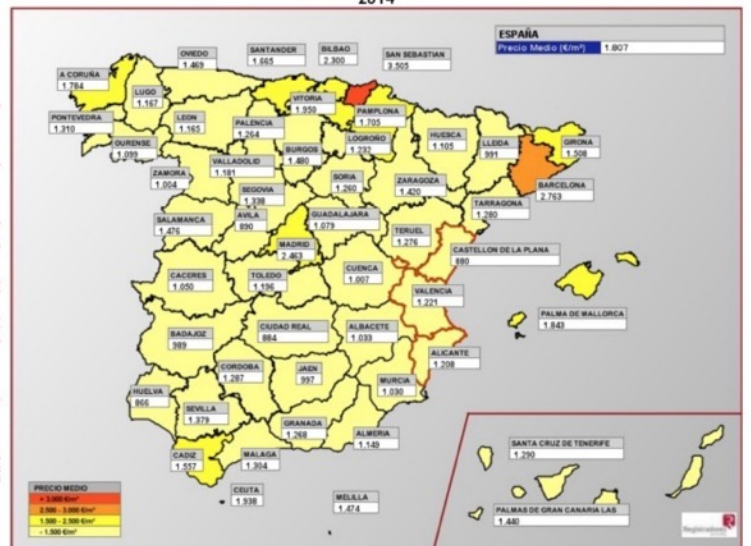 2014
ESPAÑA
Precio Medio (€/m²) 1.807
OVIEDO
1.469
SANTANDER
1.665
BILBAO
2.300
SAN SEBASTIAN
3.505
A CORUÑA
1.784
LUGO
1.167
VITORIA
1.950
PAMPLONA
1.705
PONTEVEDRA
1.310
LEON
1.165
PALENCIA
1.264
LOGROÑO
1.232
HUESCA
1.105
LLEIDA
991
GIRONA
1.508
OURENSE
1.099
BURGOS
1.480
VALLADOLID
1.181
ZAMORA
1.004
SORIA
1.260
ZARAGOZA
1.420
BARCELONA
2.763
SEGOVIA
1.338
TARRAGONA
1.280
SALAMANCA
1.476
AVILA
890
GUADALAJARA
1.079
TERUEL
1.276
MADRID
2.463
CASTELLON DE LA PLANA
880
CACERES
1.050
TOLEDO
1.196
CUENCA
1.007
VALENCIA
1.221
PALMA DE MALLORCA
1.843
BADAJOZ
989
CIUDAD REAL
884
ALBACETE
1.033
ALICANTE
1.208
CORDOBA
1.287
JAEN
997
MURCIA
1.030
HUELVA
866
SEVILLA
1.379
GRANADA
1.268
ALMERIA
1.149
CADIZ
1.557
MALAGA
1.304
SANTA CRUZ DE TENERIFE
1.290
CEUTA
1.938
MELILLA
1.474
PALMAS DE GRAN CANARIA LAS
1.440
PRECIO MEDIO
+ 3.000 €/m²
2.500 - 3.000 €/m²
1.500 - 2.500 €/m²
- 1.500 €/m²
Registradores